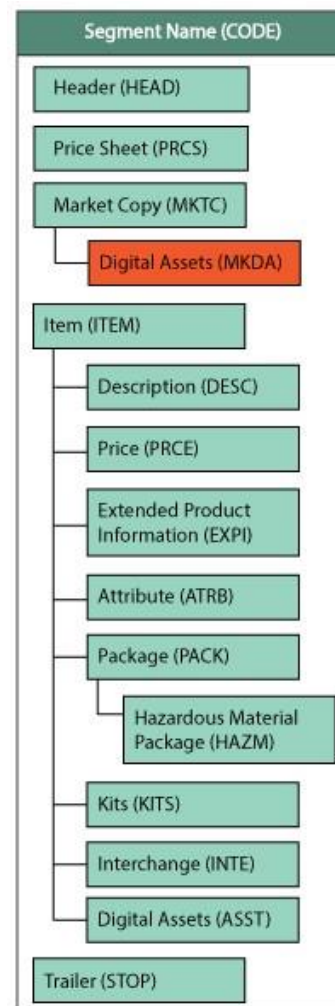 Segment Name (CODE)
Header (HEAD)
Price Sheet (PRCS)
Market Copy (MKTC)
Digital Assets (MKDA)
Item (ITEM)
Description (DESC)
Price (PRCE)
Extended Product
Information (EXPI)
Attribute (ATRB)
Package (PACK)
Hazardous Material
Package (HAZM)
Kits (KITS)
Interchange (INTE)
Digital Assets (ASST)
Trailer (STOP)